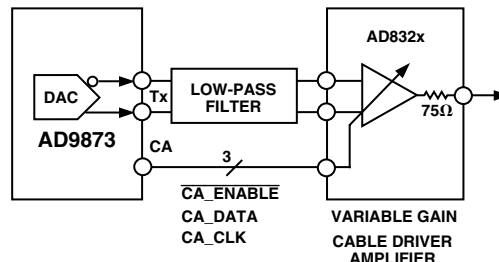 AD832x
DAC
Tx
LOW-PASS
FILTER
75Ω
AD9873
CA
3
CA_ENABLE
CA_DATA
CA_CLK
VARIABLE GAIN
CABLE DRIVER
AMPLIFIER